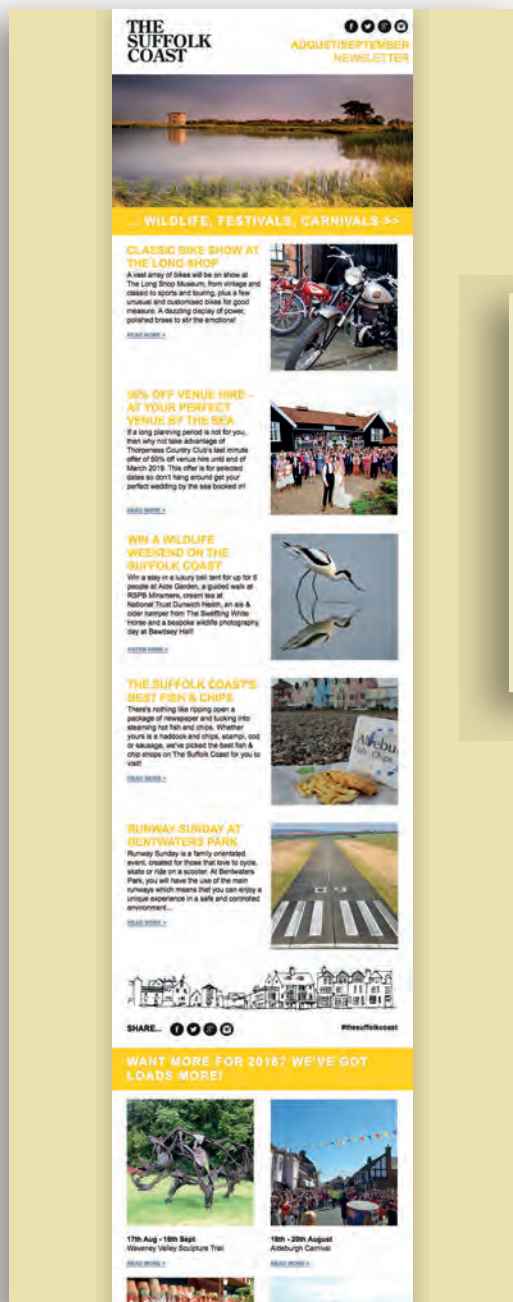 THE
SUFFOLK
COAST
AUGUST/SEPTEMBER
NEWSLETTER
... WILDLIFE, FESTIVALS, CARNIVALS >>
CLASSIC BIKE SHOW AT
THE LONG SHOP
A vast array of bikes will be on show at
The Long Shop Museum; from vintage and
classic to sports and touring, plus a few
unusual and customised bikes for good
measure. A dazzling display of power,
polished brass to stir the emotions!
READ MORE >
50% OFF VENUE HIRE –
AT YOUR PERFECT
VENUE BY THE SEA
If a long planning period is not for you,
then why not take advantage of
Thorpeness Country Club's last minute
offer of 50% off venue hire until end of
March 2019. This offer is for selected
dates so don't hang around get your
perfect wedding by the sea booked in!
READ MORE >
WIN A WILDLIFE
WEEKEND ON THE
SUFFOLK COAST
Win a stay in a luxury bell tent for up for 5
people at Alde Garden, a guided walk at
RSPB Minsmere, cream tea at
National Trust Dunwich Heath, an ale &
cider hamper from The Sweffling White
Horse and a bespoke wildlife photography
day at Bawdsey Hall!
ENTER HERE >
THE SUFFOLK COAST'S
BEST FISH & CHIPS
There's nothing like ripping open a
package of newspaper and tucking into
steaming hot fish and chips. Whether
yours is a haddock and chips, scampi, cod
or sausage, we've picked the best fish &
chip shops on The Suffolk Coast for you to
visit!
READ MORE >
Aldebu
Fish Chips
RUNWAY SUNDAY AT
BENTWATERS PARK
Runway Sunday is a family orientated
event, created for those that love to cycle,
skate or ride on a scooter. At Bentwaters
Park, you will have the use of the main
runways which means that you can enjoy a
unique experience in a safe and controlled
environment...
READ MORE >
SHARE...
#thesuffolkcoast
WANT MORE FOR 2018? WE'VE GOT
LOADS MORE!
17th Aug - 16th Sept
Waveney Valley Sculpture Trail
READ MORE >
18th - 20th August
Aldeburgh Carnival
READ MORE >